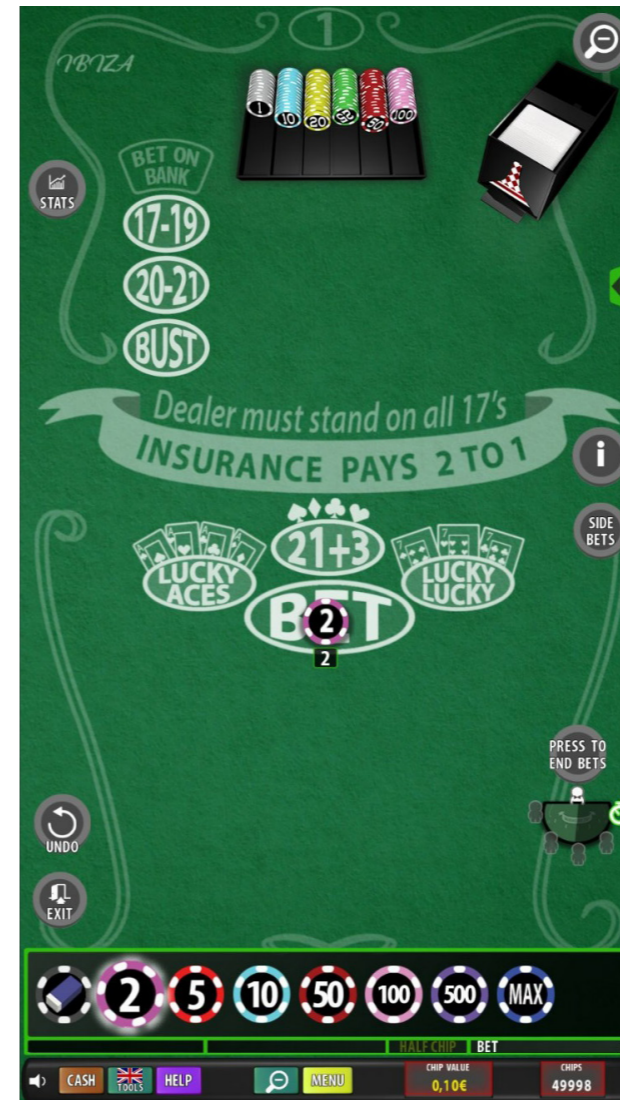 1
IBIZA
1
10
20
25
50
100
BET ON
BANK
STATS
17-19
20-21
BUST
Dealer must stand on all 17's
INSURANCE PAYS 2 TO 1
i
SIDE
BETS
21+3
LUCKY
ACES
LUCKY
LUCKY
BET
2
2
PRESS TO
END BETS
UNDO
EXIT
2
5
10
50
100
500
MAX
HALF CHIP
BET
CASH
TOOLS
HELP
MENU
CHIP VALUE
0,10€
CHIPS
49998